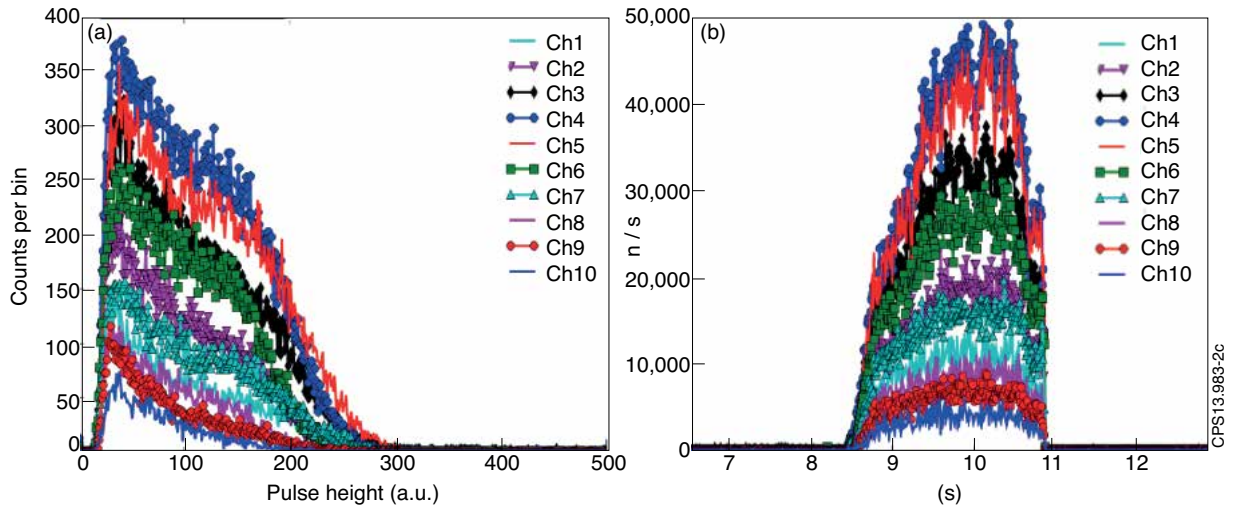 (a)
Counts per bin
400
350
300
250
200
150
100
50
0
0 100 200 300 400 500
Pulse height (a.u.)
Ch1
Ch2
Ch3
Ch4
Ch5
Ch6
Ch7
Ch8
Ch9
Ch10
(b)
n / s
50,000
40,000
30,000
20,000
10,000
0
7 8 9 10 11 12
(s)
Ch1
Ch2
Ch3
Ch4
Ch5
Ch6
Ch7
Ch8
Ch9
Ch10
CPS13.983-2c